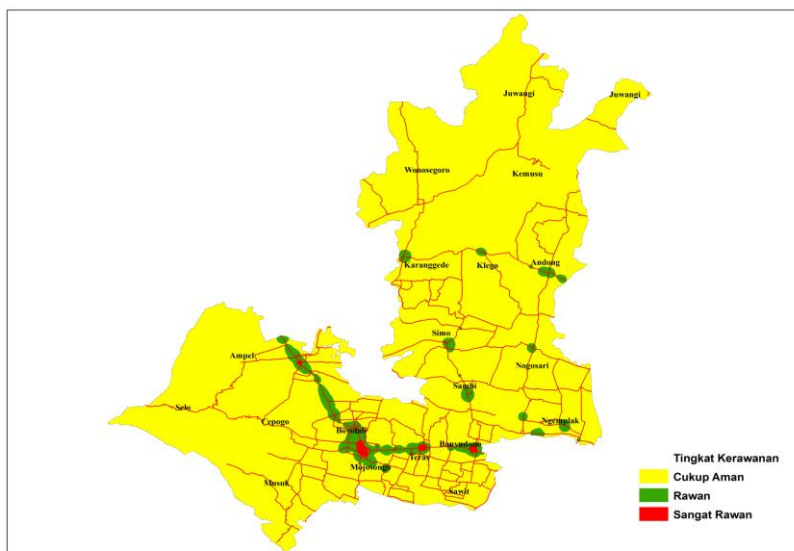 Juwangi
Juwangi
Wonosegoro
Kemusu
Karanggede
Klego
Andong
Simo
Nogosari
Ampel
Sambi
Selo
Cepogo
Ngemplak
Boyolali
Banyudono
Teras
Mojosongo
Musuk
Sawit
Tingkat Kerawanan
Cukup Aman
Rawan
Sangat Rawan